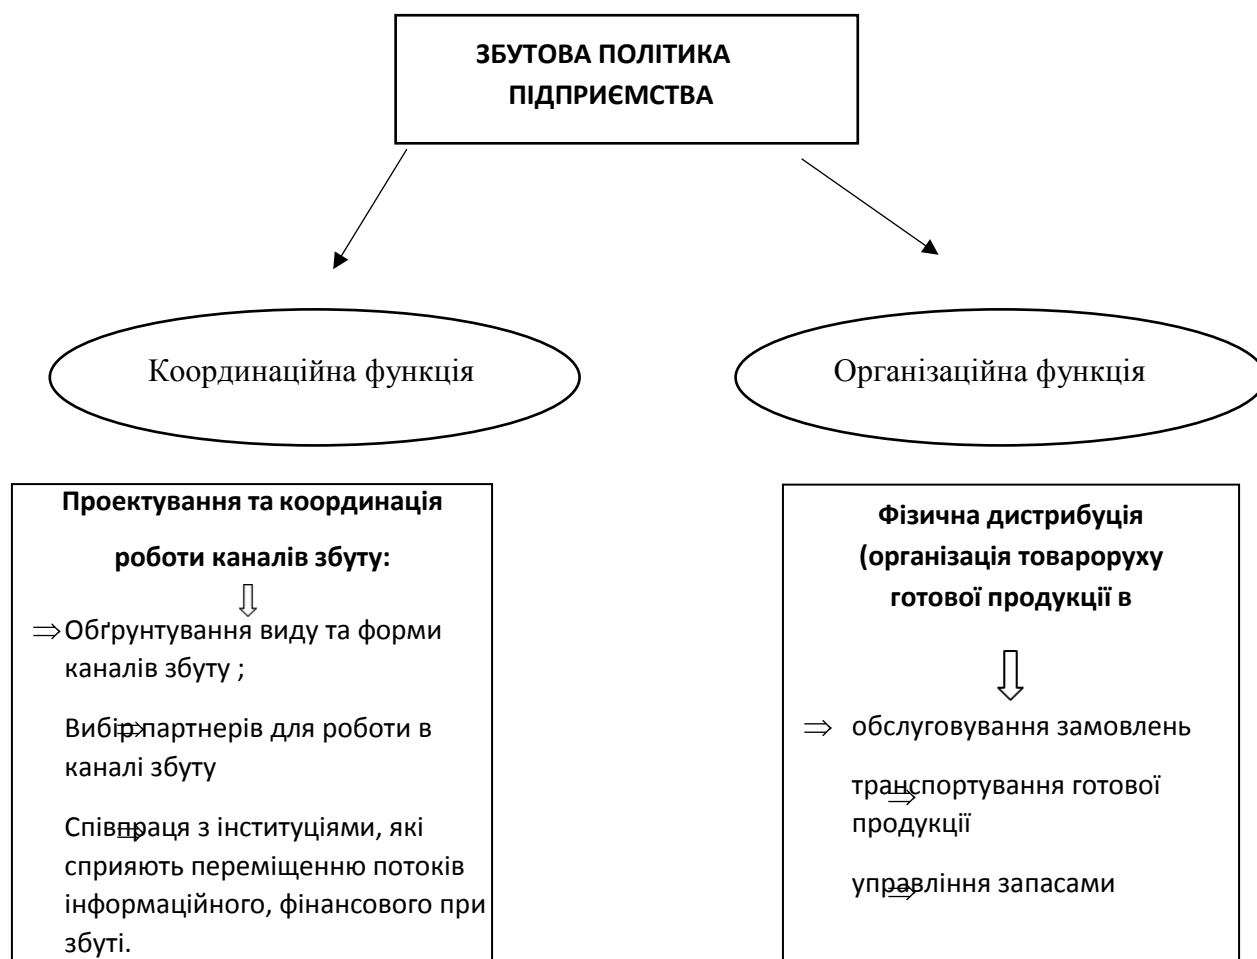 ЗБУТОВА ПОЛІТИКА
ПІДПРИЄМСТВА
Координаційна функція
Організаційна функція
Проектування та координація
роботи каналів збуту:
⇒ Обґрунтування виду та форми
каналів збуту ;
Вибір партнерів для роботи в
каналі збуту
Співпраця з інституціями, які
сприяють переміщенню потоків
інформаційного, фінансового при
збуті.
Фізична дистрибуція
(організація товароруху
готової продукції в
⇒ обслуговування замовлень
транспортування готової
продукції
управління запасами